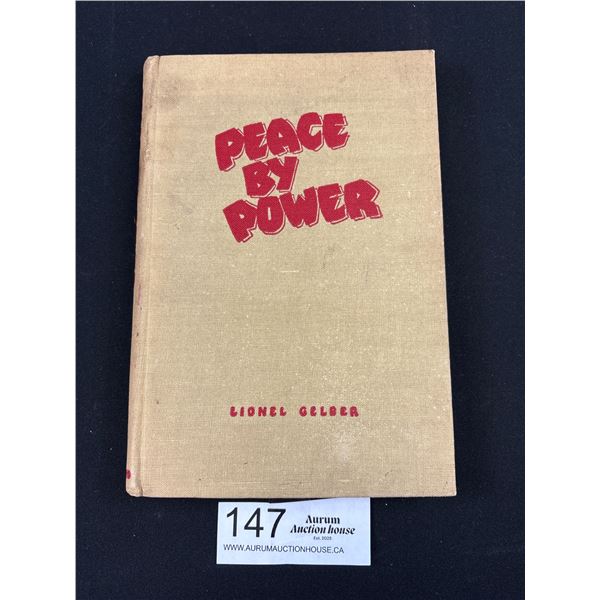 PEACE
BY
POWER
LIONEL GELBER
147
Aurum
Auction house
Est. 2023
WWW.AURUMAUCTIONHOUSE.CA